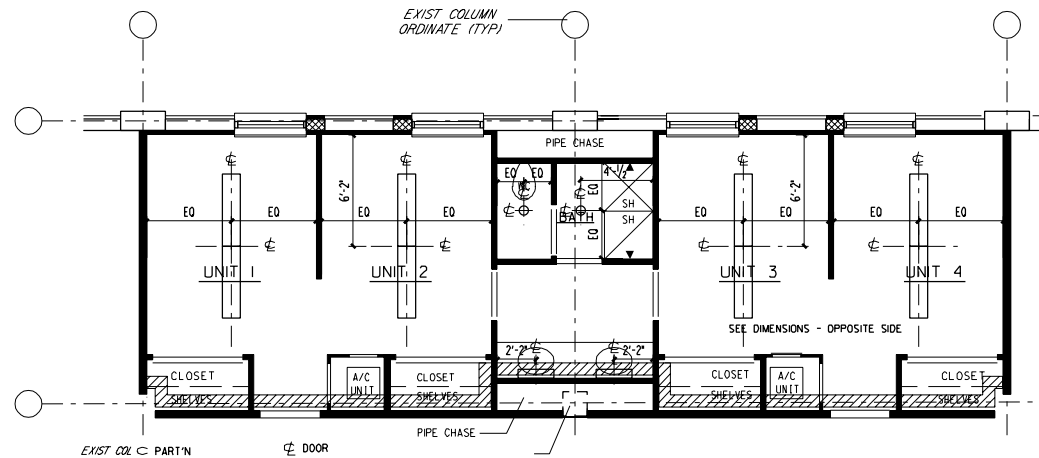 EXIST COLUMN
ORDINATE (TYP)
PIPE CHASE
EQ EQ
4'-½"
WC
EQ
SH
SH
BATH
EQ
6'-2"
6'-2"
EQ EQ EQ EQ
EQ EQ EQ EQ
UNIT 1
UNIT 2
UNIT 3
UNIT 4
SEE DIMENSIONS - OPPOSITE SIDE
2'-2"
2'-2"
CLOSET
SHELVES
A/C
UNIT
CLOSET
SHELVES
CLOSET
SHELVES
A/C
UNIT
CLOSET
SHELVES
PIPE CHASE
EXIST COL
PART'N
DOOR